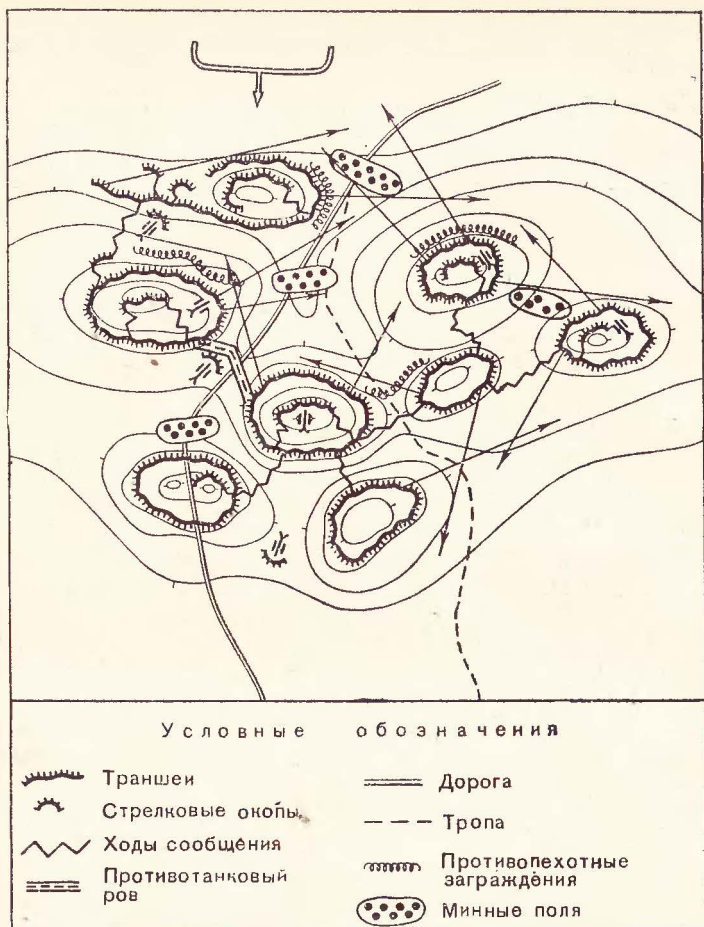 Условные обозначения
Траншеи
Стрелковые окопы
Ходы сообщения
Противотанковый
ров
Дорога
Тропа
Противопехотные
заграждения
Минные поля